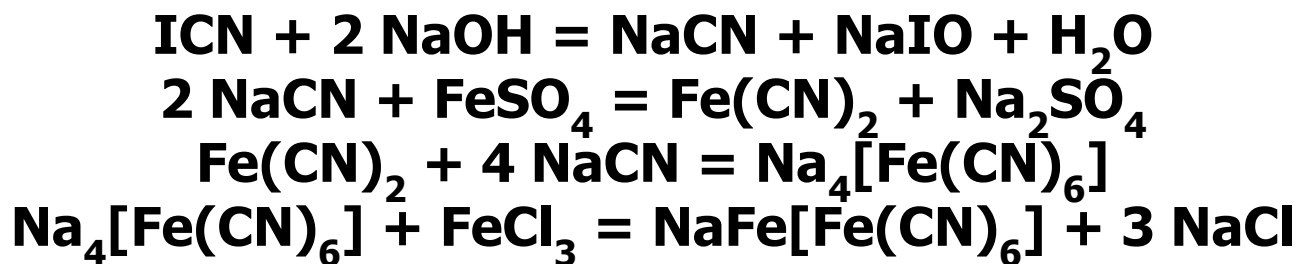 ICN + 2 NaOH = NaCN + NaIO + H₂O
2 NaCN + FeSO₄ = Fe(CN)₂ + Na₂SO₄
Fe(CN)₂ + 4 NaCN = Na₄[Fe(CN)₆]
Na₄[Fe(CN)₆] + FeCl₃ = NaFe[Fe(CN)₆] + 3 NaCl